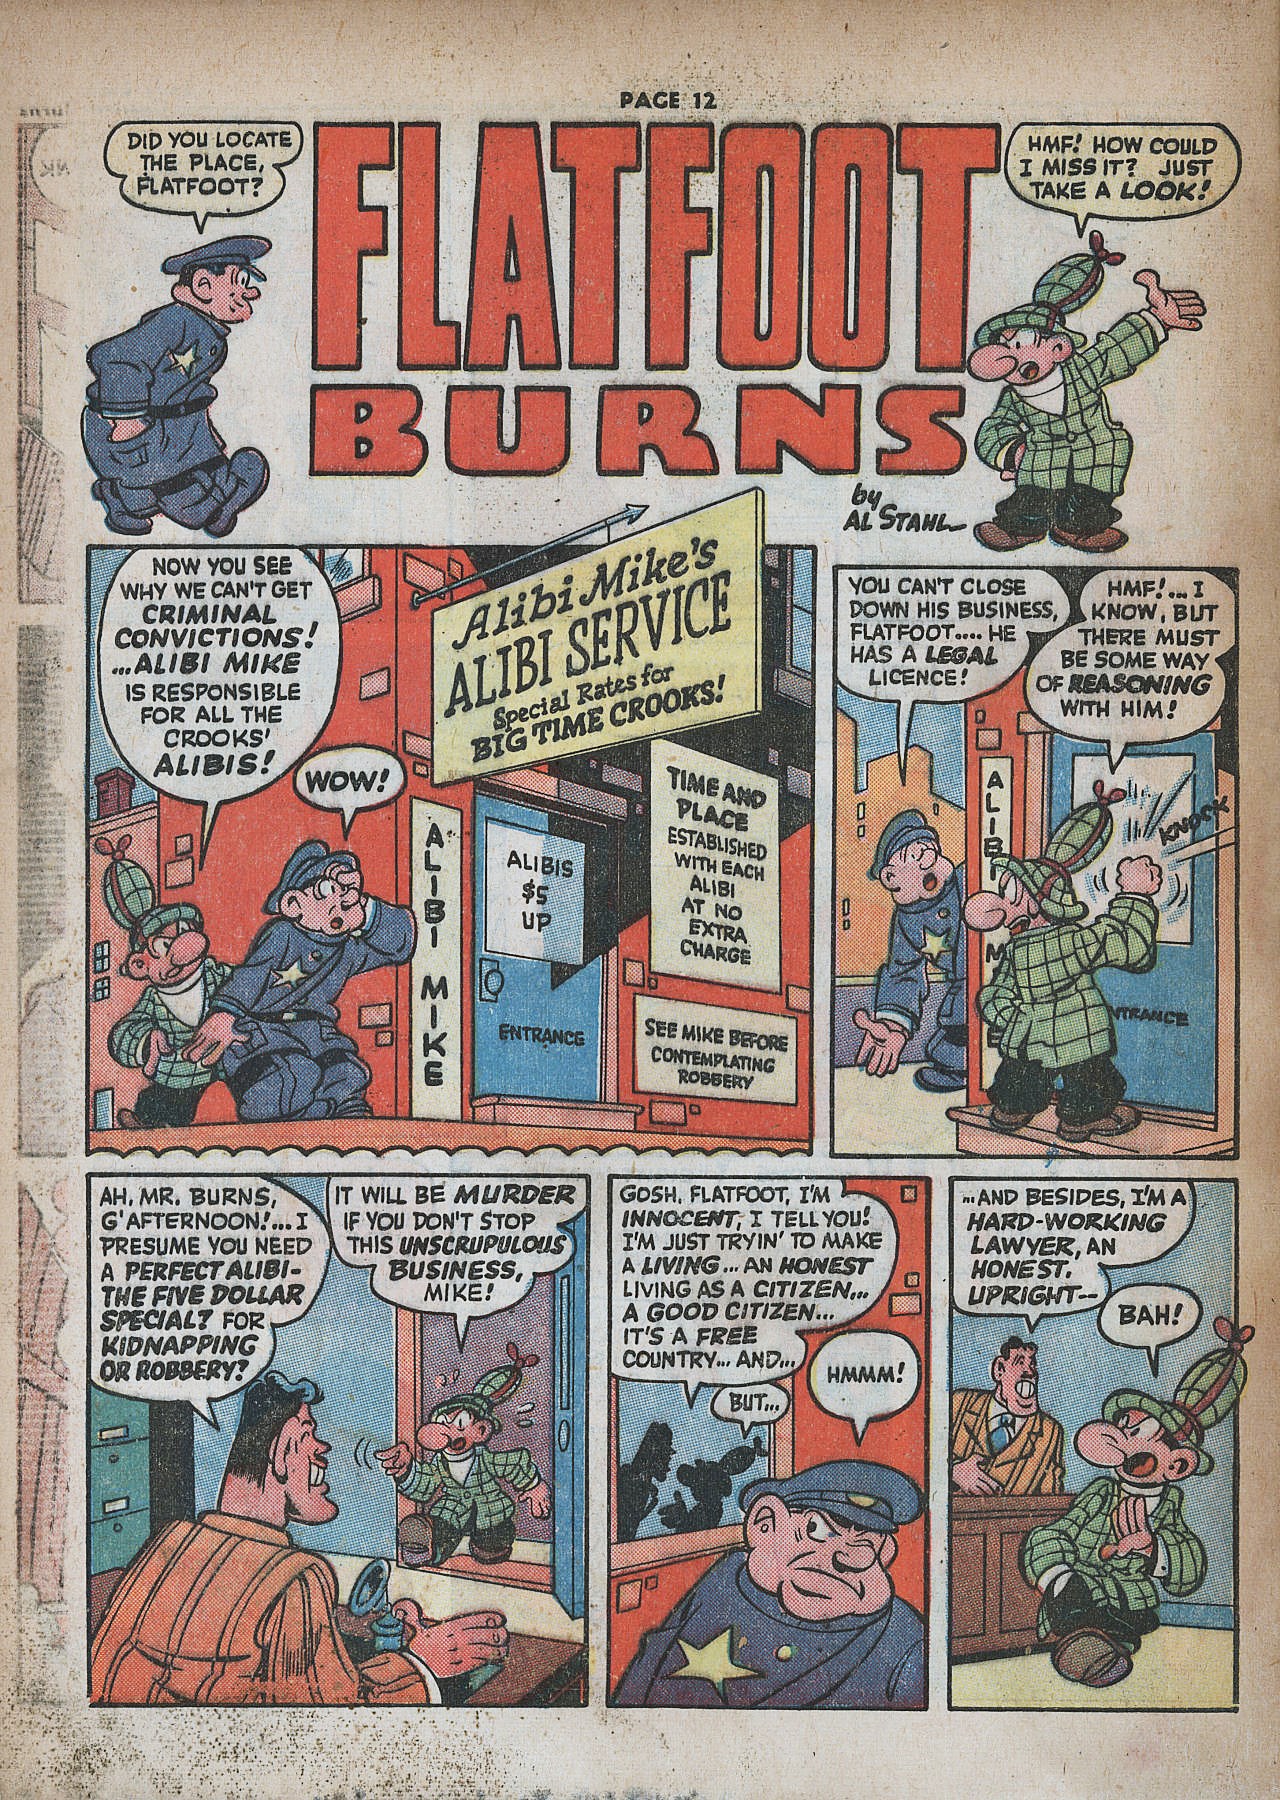 PAGE 12
DID YOU LOCATE
THE PLACE,
FLATFOOT?
FLATFOOT
BURNS
HMF! HOW COULD
I MISS IT? JUST
TAKE A LOOK!
by
AL STAHL
NOW YOU SEE
WHY WE CAN'T GET
CRIMINAL
CONVICTIONS!
...ALIBI MIKE
IS RESPONSIBLE
FOR ALL THE
CROOKS'
ALIBIS!
WOW!
Alibi Mike's
ALIBI SERVICE
Special Rates for
BIG TIME CROOKS!
ALIBI MIKE
ALIBIS
$5
UP
ENTRANCE
TIME AND
PLACE
ESTABLISHED
WITH EACH
ALIBI
AT NO
EXTRA
CHARGE
SEE MIKE BEFORE
CONTEMPLATING
ROBBERY
YOU CAN'T CLOSE
DOWN HIS BUSINESS,
FLATFOOT.... HE
HAS A LEGAL
LICENCE!
HMF!... I
KNOW, BUT
THERE MUST
BE SOME WAY
OF REASONING
WITH HIM!
KNOCK
ALIBI M E
NTRANCE
AH, MR. BURNS,
G'AFTERNOON!... I
PRESUME YOU NEED
A PERFECT ALIBI-
THE FIVE DOLLAR
SPECIAL? FOR
KIDNAPPING
OR ROBBERY?
IT WILL BE MURDER
IF YOU DON'T STOP
THIS UNSCRUPULOUS
BUSINESS,
MIKE!
GOSH, FLATFOOT, I'M
INNOCENT, I TELL YOU!
I'M JUST TRYIN' TO MAKE
A LIVING... AN HONEST
LIVING AS A CITIZEN...
A GOOD CITIZEN...
IT'S A FREE
COUNTRY... AND...
BUT...
HMMM!
...AND BESIDES, I'M A
HARD-WORKING
LAWYER, AN
HONEST,
UPRIGHT--
BAH!